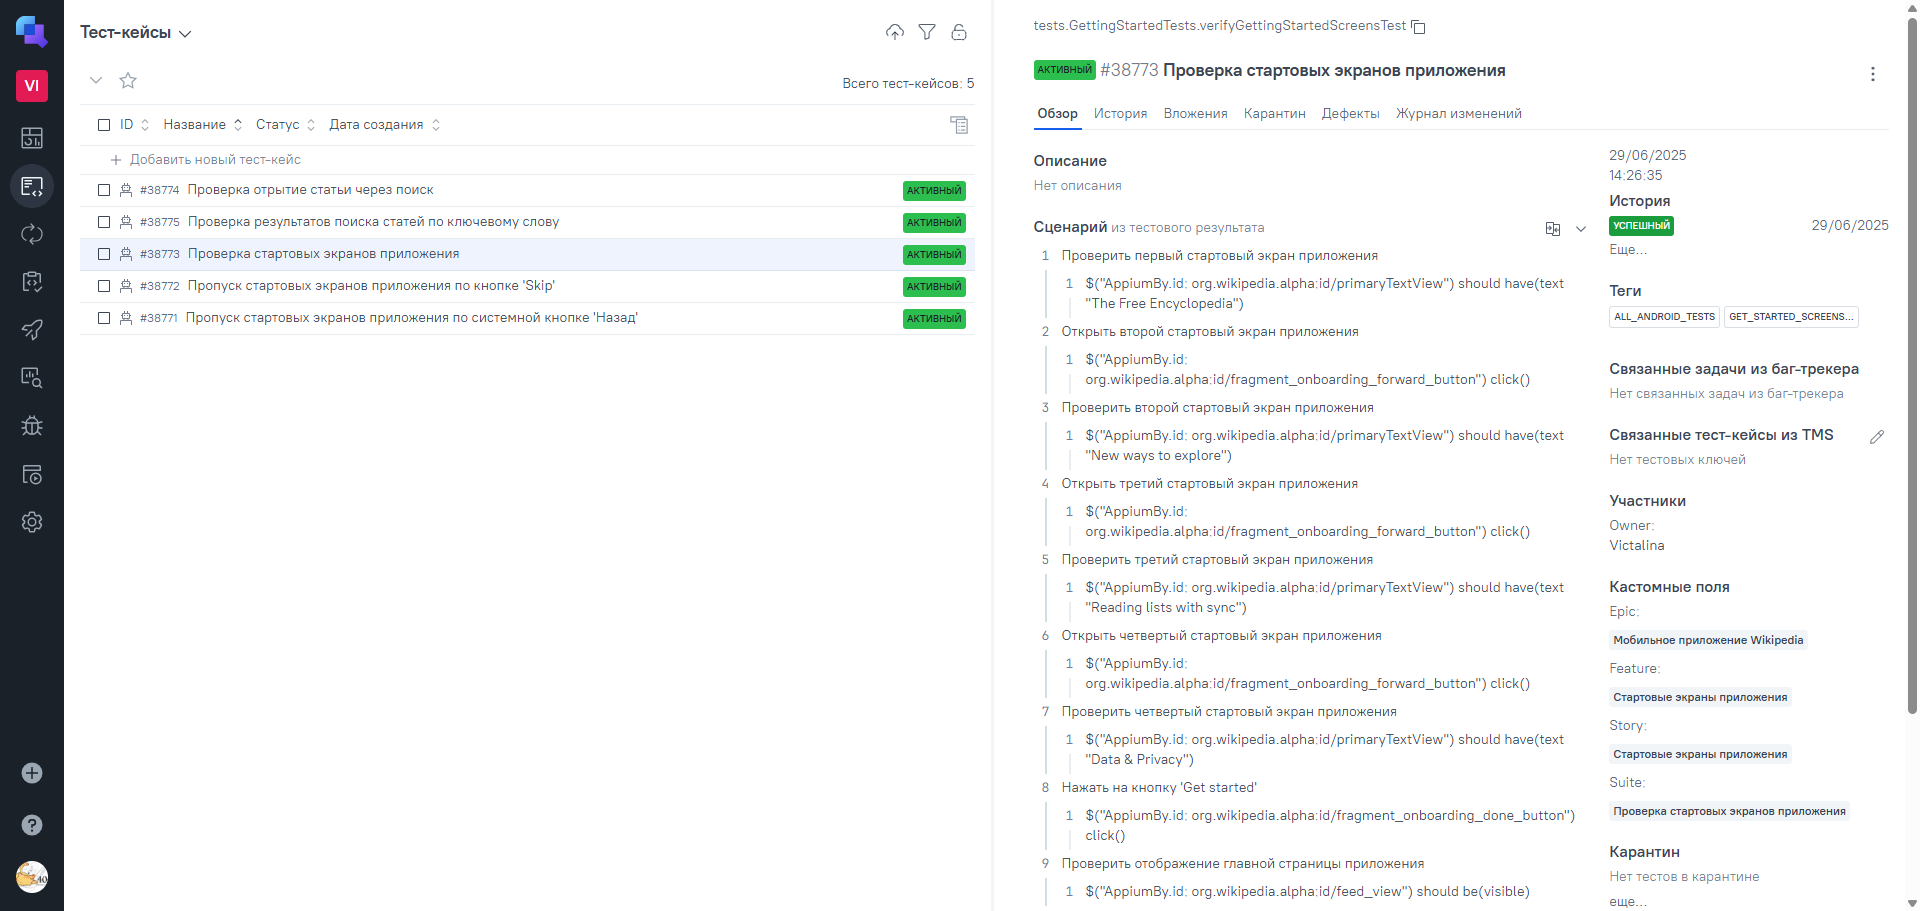 VI
Тест-кейсы
Всего тест-кейсов: 5
ID Название Статус Дата создания
Добавить новый тест-кейс
#38774 Проверка отрытие статьи через поиск АКТИВНЫЙ
#38775 Проверка результатов поиска статей по ключевому слову АКТИВНЫЙ
#38773 Проверка стартовых экранов приложения АКТИВНЫЙ
#38772 Пропуск стартовых экранов приложения по кнопке 'Skip' АКТИВНЫЙ
#38771 Пропуск стартовых экранов приложения по системной кнопке 'Назад' АКТИВНЫЙ
tests.GettingStartedTests.verifyGettingStartedScreensTest
АКТИВНЫЙ #38773 Проверка стартовых экранов приложения
Обзор История Вложения Карантин Дефекты Журнал изменений
Описание
Нет описания
Сценарий из тестового результата
1 Проверить первый стартовый экран приложения
1 $("AppiumBy.id: org.wikipedia.alpha:id/primaryTextView") should have(text
"The Free Encyclopedia")
2 Открыть второй стартовый экран приложения
1 $("AppiumBy.id:
org.wikipedia.alpha:id/fragment_onboarding_forward_button") click()
3 Проверить второй стартовый экран приложения
1 $("AppiumBy.id: org.wikipedia.alpha:id/primaryTextView") should have(text
"New ways to explore")
4 Открыть третий стартовый экран приложения
1 $("AppiumBy.id:
org.wikipedia.alpha:id/fragment_onboarding_forward_button") click()
5 Проверить третий стартовый экран приложения
1 $("AppiumBy.id: org.wikipedia.alpha:id/primaryTextView") should have(text
"Reading lists with sync")
6 Открыть четвертый стартовый экран приложения
1 $("AppiumBy.id:
org.wikipedia.alpha:id/fragment_onboarding_forward_button") click()
7 Проверить четвертый стартовый экран приложения
1 $("AppiumBy.id: org.wikipedia.alpha:id/primaryTextView") should have(text
"Data & Privacy")
8 Нажать на кнопку 'Get started'
1 $("AppiumBy.id: org.wikipedia.alpha:id/fragment_onboarding_done_button")
click()
9 Проверить отображение главной страницы приложения
1 $("AppiumBy.id: org.wikipedia.alpha:id/feed_view") should be(visible)
29/06/2025
14:26:35
История
УСПЕШНЫЙ 29/06/2025
Еще...
Теги
ALL_ANDROID_TESTS GET_STARTED_SCREENS...
Связанные задачи из баг-трекера
Нет связанных задач из баг-трекера
Связанные тест-кейсы из TMS
Нет тестовых ключей
Участники
Owner:
Victalina
Кастомные поля
Epic:
Мобильное приложение Wikipedia
Feature:
Стартовые экраны приложения
Story:
Стартовые экраны приложения
Suite:
Проверка стартовых экранов приложения
Карантин
Нет тестов в карантине
еще...